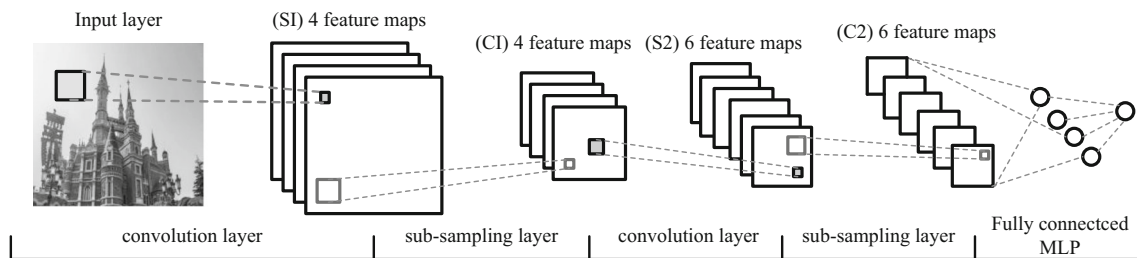 Input layer
(SI) 4 feature maps
(CI) 4 feature maps
(S2) 6 feature maps
(C2) 6 feature maps
convolution layer
sub-sampling layer
convolution layer
sub-sampling layer
Fully connectced
MLP